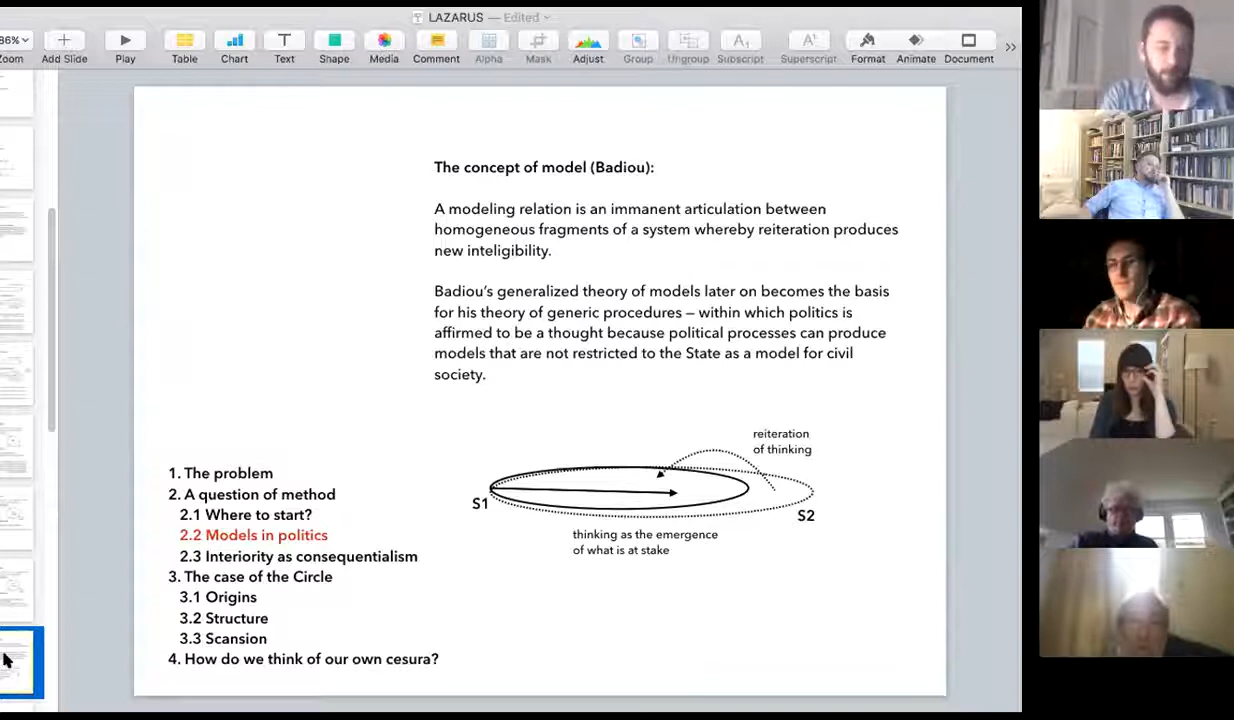 LAZARUS — Edited
86%
Zoom
Add Slide
Play
Table
Chart
Text
Shape
Media
Comment
Alpha
Mask
Adjust
Group
Ungroup
Subscript
Superscript
Format
Animate
Document
The concept of model (Badiou):
A modeling relation is an immanent articulation between
homogeneous fragments of a system whereby reiteration produces
new inteligibility.
Badiou's generalized theory of models later on becomes the basis
for his theory of generic procedures – within which politics is
affirmed to be a thought because political processes can produce
models that are not restricted to the State as a model for civil
society.
reiteration
of thinking
S1
S2
thinking as the emergence
of what is at stake
1. The problem
2. A question of method
2.1 Where to start?
2.2 Models in politics
2.3 Interiority as consequentialism
3. The case of the Circle
3.1 Origins
3.2 Structure
3.3 Scansion
4. How do we think of our own cesura?